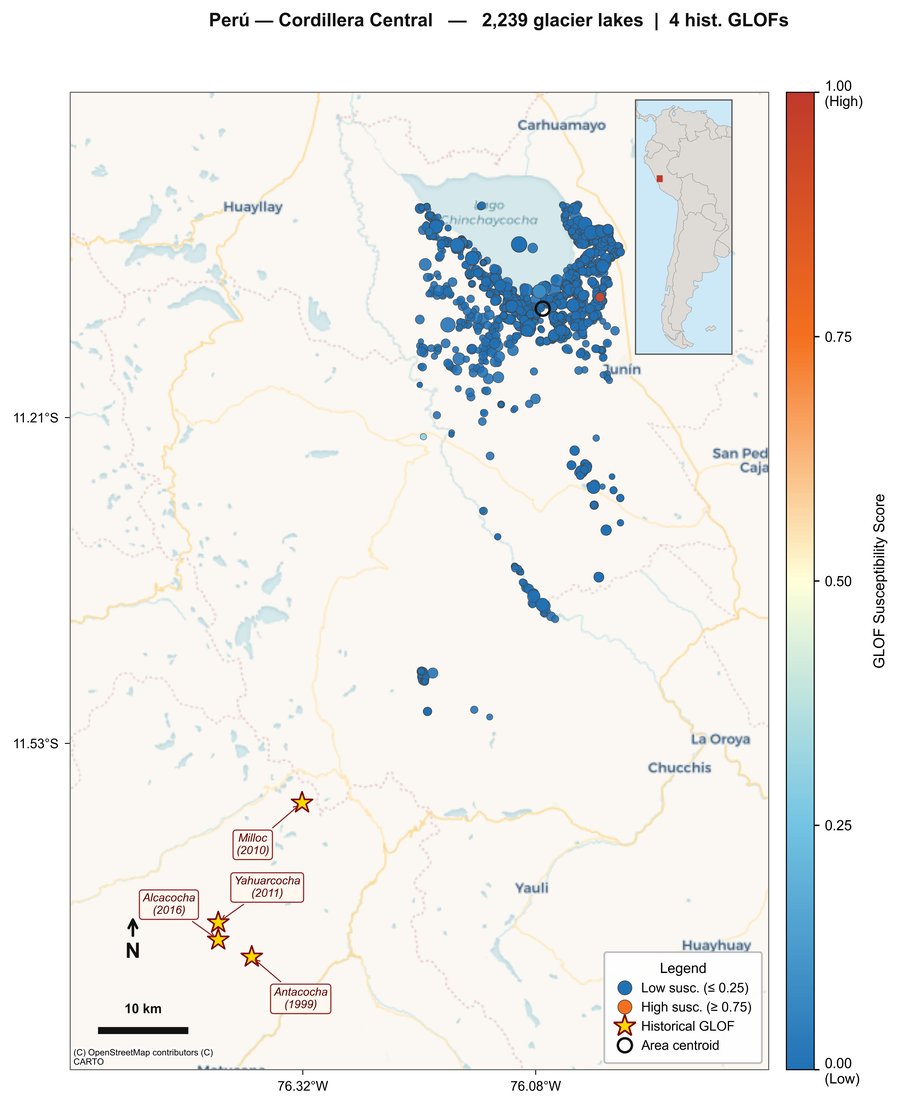 Perú — Cordillera Central — 2,239 glacier lakes | 4 hist. GLOFs
1.00
(High)
Carhuamayo
Huayllay
Lago
Chinchaycocha
0.75
Junín
11.21°S
San Ped
Caja
GLOF Susceptibility Score
0.50
11.53°S
La Oroya
Chucchis
Milloc
(2010)
0.25
Yahuarcocha
(2011)
Alcacocha
(2016)
Yauli
N
Huayhuay
Antacocha
(1999)
10 km
Legend
Low susc. (≤ 0.25)
High susc. (≥ 0.75)
Historical GLOF
Area centroid
(C) OpenStreetMap contributors (C)
CARTO
0.00
(Low)
76.32°W
76.08°W